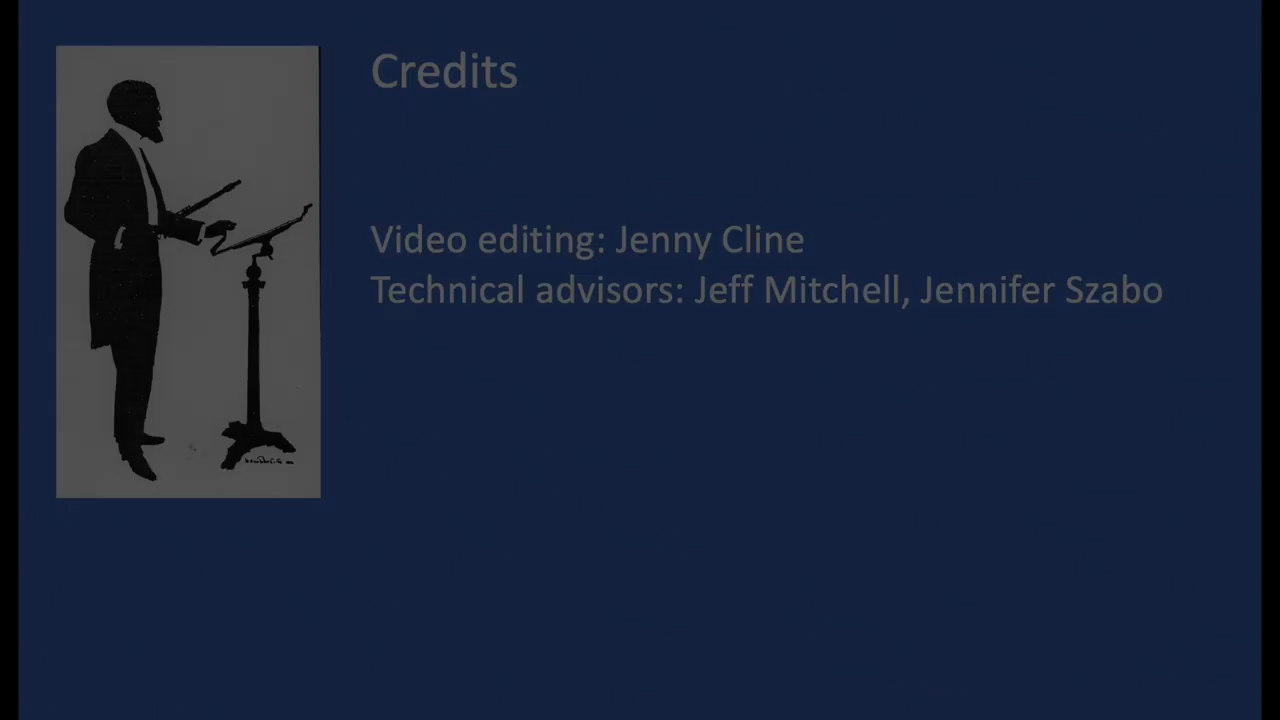 Credits
Video editing: Jenny Cline
Technical advisors: Jeff Mitchell, Jennifer Szabo